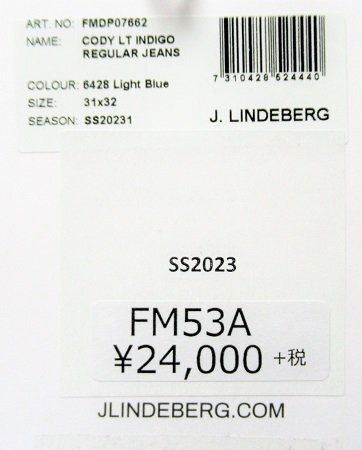 ART. NO: FMDP07662
NAME: CODY LT INDIGO
REGULAR JEANS
COLOUR: 6428 Light Blue
SIZE: 31x32
SEASON: SS20231
7 310428 524440
J. LINDEBERG
SS2023
FM53A
¥24,000 +税
JLINDEBERG.COM